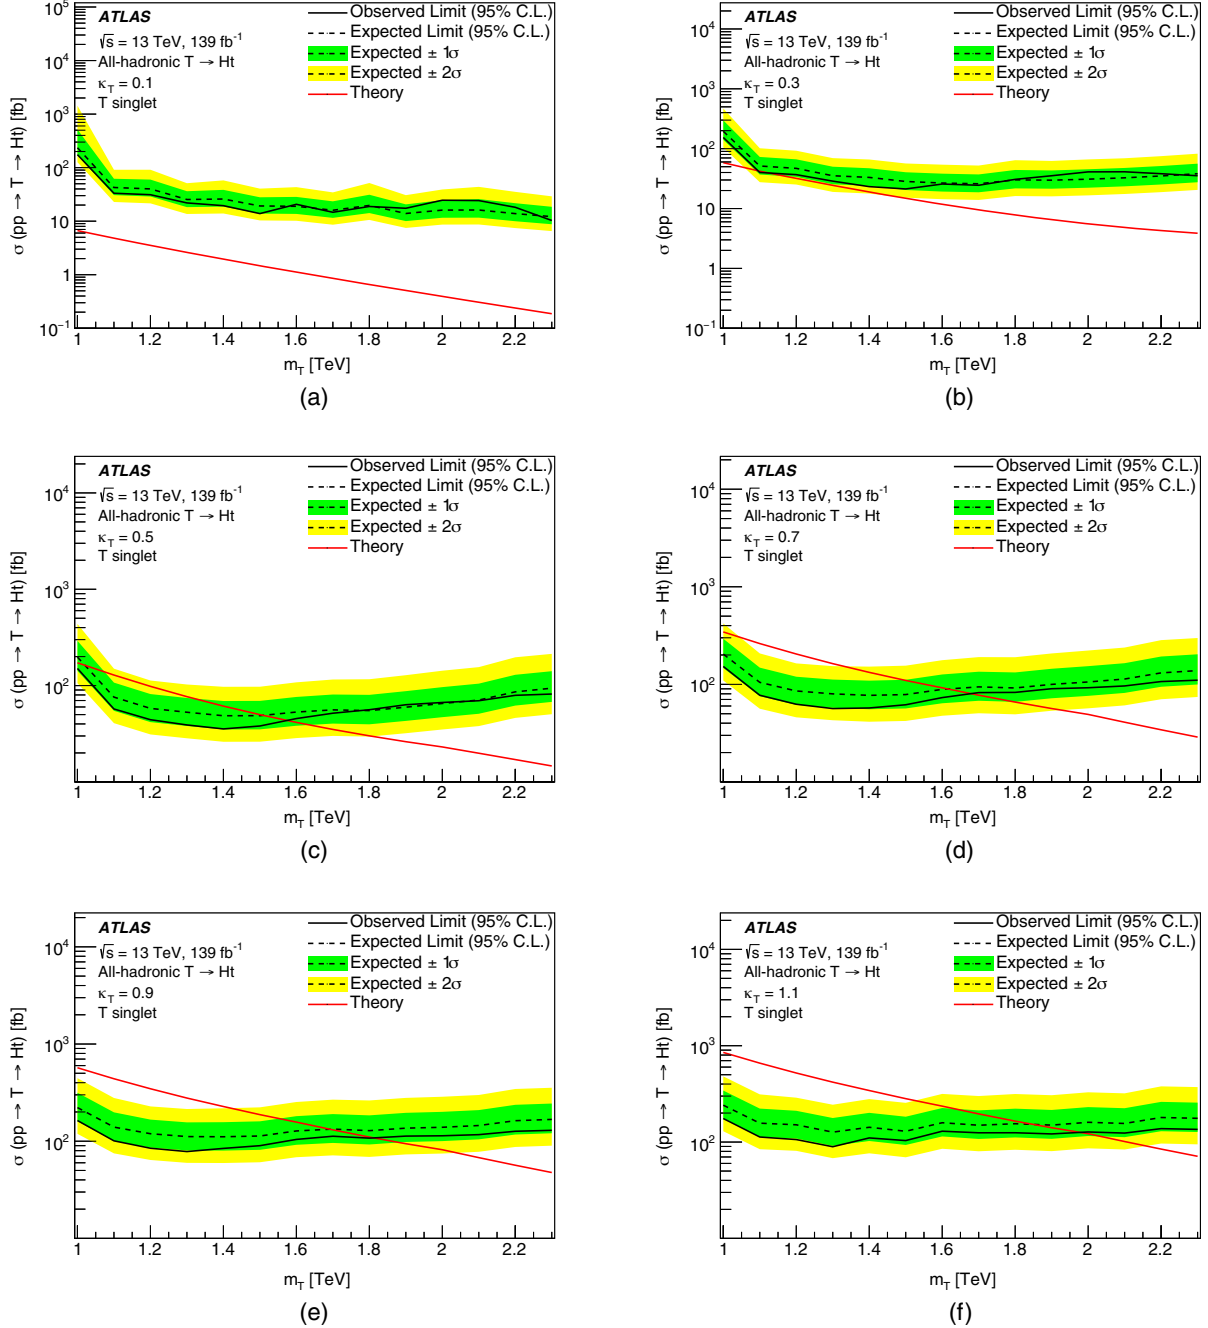 ATLAS
√s = 13 TeV, 139 fb⁻¹
All-hadronic T → Ht
κ_T = 0.1
T singlet
Observed Limit (95% C.L.)
Expected Limit (95% C.L.)
Expected ± 1σ
Expected ± 2σ
Theory
σ (pp → T → Ht) [fb]
10⁵
10⁴
10³
10²
10
1
10⁻¹
1 1.2 1.4 1.6 1.8 2 2.2
m_T [TeV]
(a)
ATLAS
√s = 13 TeV, 139 fb⁻¹
All-hadronic T → Ht
κ_T = 0.3
T singlet
Observed Limit (95% C.L.)
Expected Limit (95% C.L.)
Expected ± 1σ
Expected ± 2σ
Theory
σ (pp → T → Ht) [fb]
10⁴
10³
10²
10
1
10⁻¹
1 1.2 1.4 1.6 1.8 2 2.2
m_T [TeV]
(b)
ATLAS
√s = 13 TeV, 139 fb⁻¹
All-hadronic T → Ht
κ_T = 0.5
T singlet
Observed Limit (95% C.L.)
Expected Limit (95% C.L.)
Expected ± 1σ
Expected ± 2σ
Theory
σ (pp → T → Ht) [fb]
10⁴
10³
10²
1 1.2 1.4 1.6 1.8 2 2.2
m_T [TeV]
(c)
ATLAS
√s = 13 TeV, 139 fb⁻¹
All-hadronic T → Ht
κ_T = 0.7
T singlet
Observed Limit (95% C.L.)
Expected Limit (95% C.L.)
Expected ± 1σ
Expected ± 2σ
Theory
σ (pp → T → Ht) [fb]
10⁴
10³
10²
1 1.2 1.4 1.6 1.8 2 2.2
m_T [TeV]
(d)
ATLAS
√s = 13 TeV, 139 fb⁻¹
All-hadronic T → Ht
κ_T = 0.9
T singlet
Observed Limit (95% C.L.)
Expected Limit (95% C.L.)
Expected ± 1σ
Expected ± 2σ
Theory
σ (pp → T → Ht) [fb]
10⁴
10³
10²
1 1.2 1.4 1.6 1.8 2 2.2
m_T [TeV]
(e)
ATLAS
√s = 13 TeV, 139 fb⁻¹
All-hadronic T → Ht
κ_T = 1.1
T singlet
Observed Limit (95% C.L.)
Expected Limit (95% C.L.)
Expected ± 1σ
Expected ± 2σ
Theory
σ (pp → T → Ht) [fb]
10⁴
10³
10²
1 1.2 1.4 1.6 1.8 2 2.2
m_T [TeV]
(f)